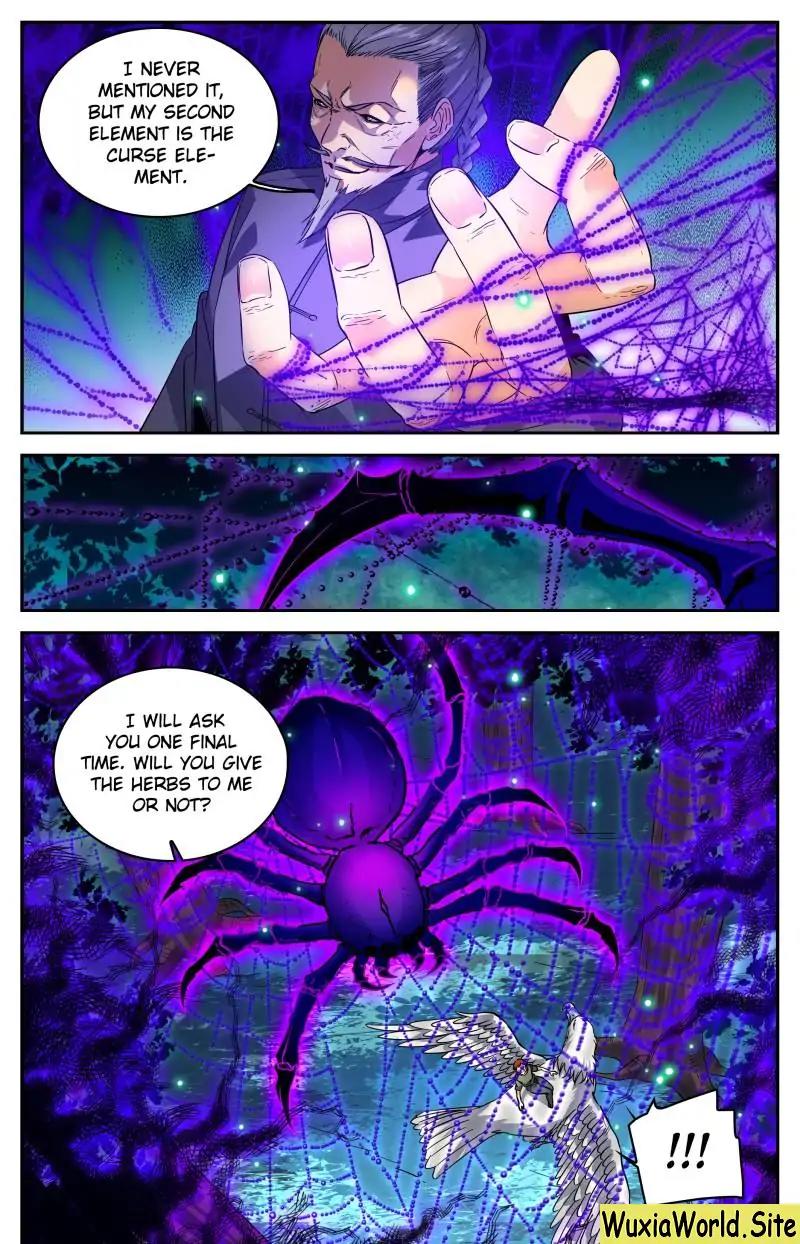 I NEVER
MENTIONED IT,
BUT MY SECOND
ELEMENT IS THE
CURSE ELE-
MENT.
I WILL ASK
YOU ONE FINAL
TIME. WILL YOU GIVE
THE HERBS TO ME
OR NOT?
!!!
WuxiaWorld.Site